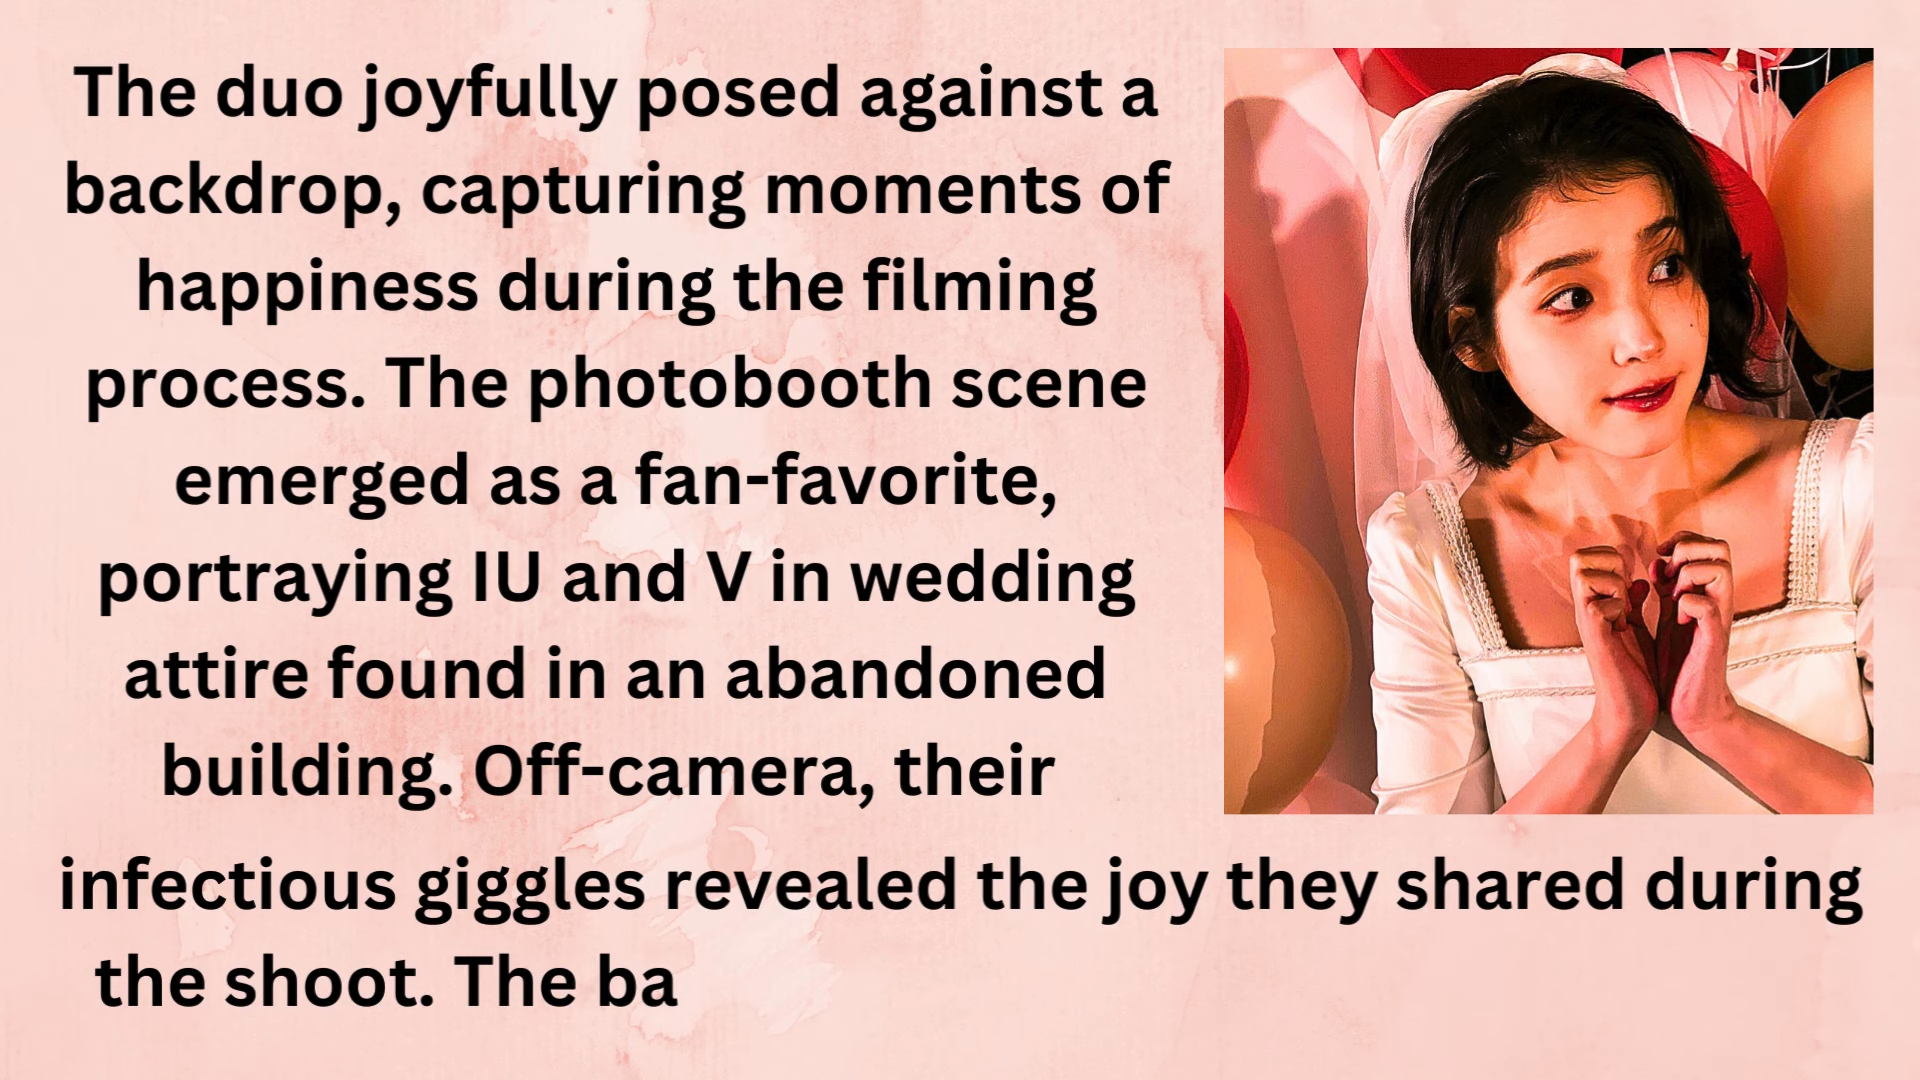 The duo joyfully posed against a
backdrop, capturing moments of
happiness during the filming
process. The photobooth scene
emerged as a fan-favorite,
portraying IU and V in wedding
attire found in an abandoned
building. Off-camera, their
infectious giggles revealed the joy they shared during
the shoot. The ba